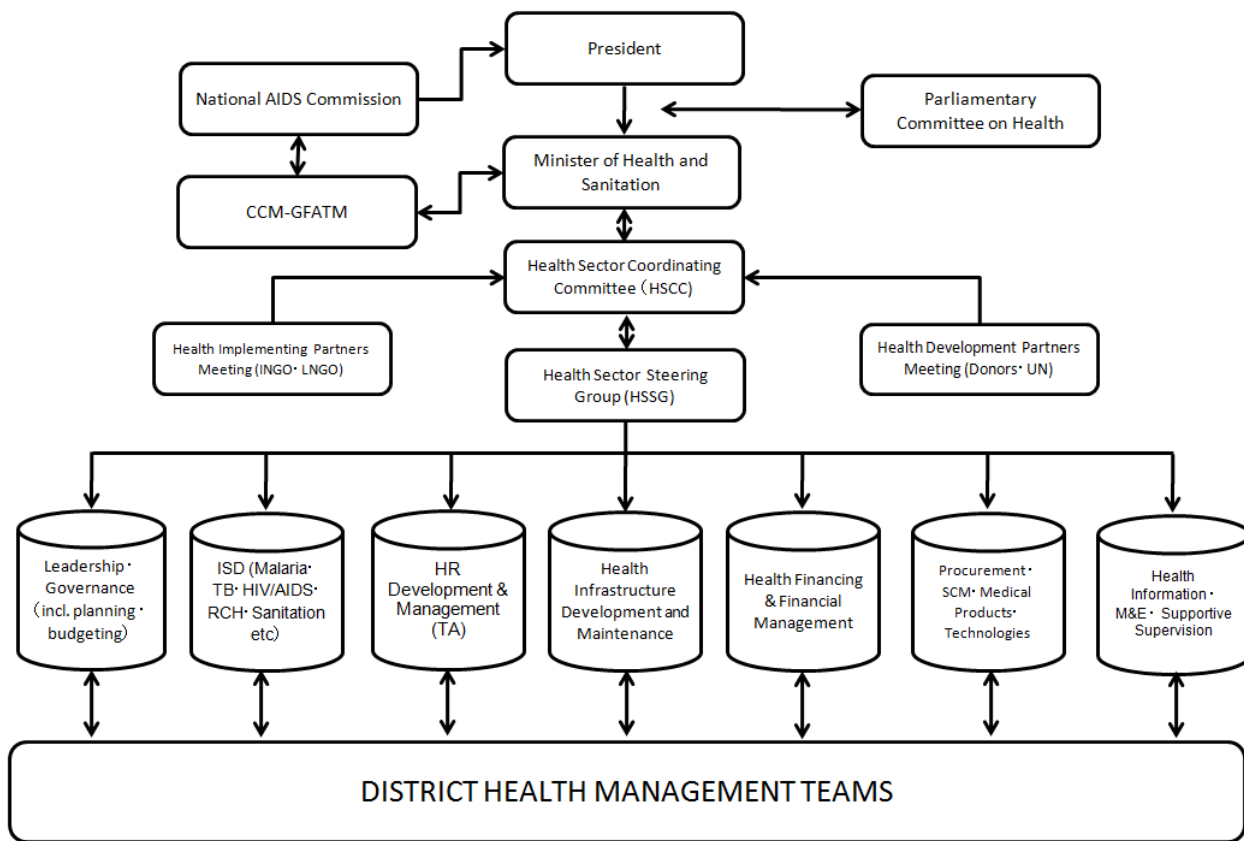 President
National AIDS Commission
Parliamentary
Committee on Health
Minister of Health and
Sanitation
CCM-GFATM
Health Sector Coordinating
Committee（HSCC)
Health Implementing Partners
Meeting (INGO・ LNGO)
Health Development Partners
Meeting (Donors・ UN)
Health Sector Steering
Group (HSSG)
Leadership・
Governance
（incl. planning・
budgeting)
ISD (Malaria・
TB・ HIV/AIDS・
RCH・ Sanitation
etc)
HR
Development &
Management
(TA)
Health
Infrastructure
Development and
Maintenance
Health Financing
& Financial
Management
Procurement・
SCM・ Medical
Products・
Technologies
Health
Information・
M&E・ Supportive
Supervision
DISTRICT HEALTH MANAGEMENT TEAMS